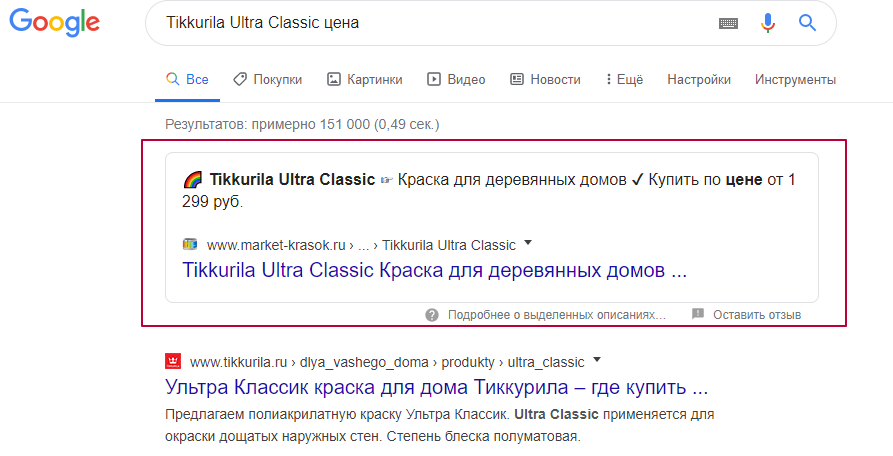 Google
Tikkurila Ultra Classic цена
Все Покупки Картинки Видео Новости Ещё Настройки Инструменты
Результатов: примерно 151 000 (0,49 сек.)
🌈 Tikkurila Ultra Classic ☞ Краска для деревянных домов ✓ Купить по цене от 1
299 руб.
www.market-krasok.ru › ... › Tikkurila Ultra Classic
Tikkurila Ultra Classic Краска для деревянных домов ...
Подробнее о выделенных описаниях… Оставить отзыв
www.tikkurila.ru › dlya_vashego_doma › produkty › ultra_classic
Ультра Классик краска для дома Тиккурила – где купить ...
Предлагаем полиакрилатную краску Ультра Классик. Ultra Classic применяется для
окраски дощатых наружных стен. Степень блеска полуматовая.